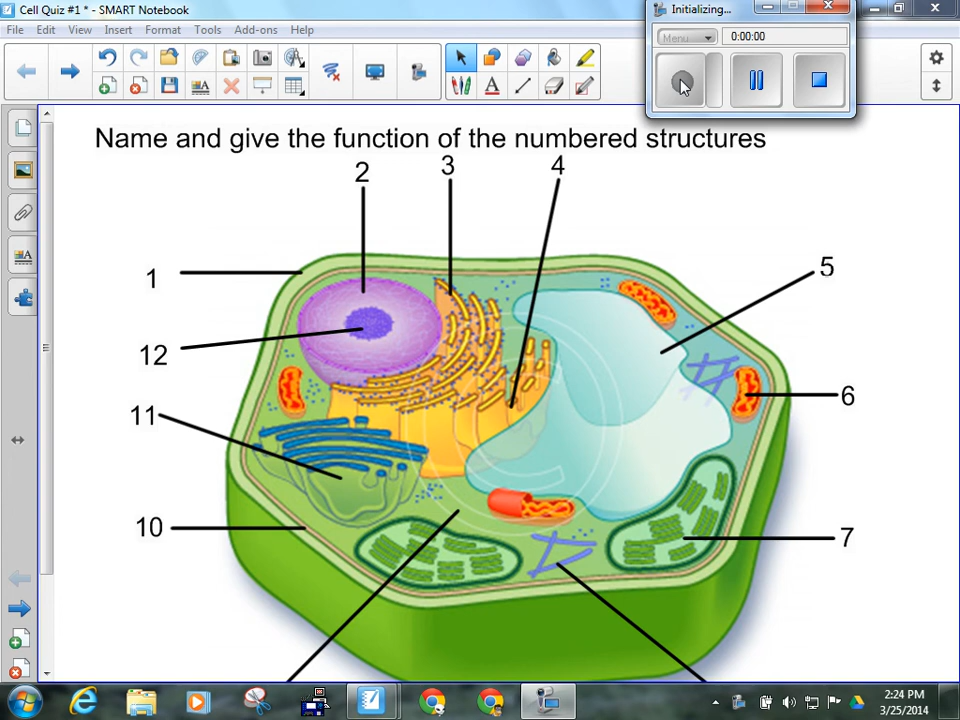 Cell Quiz #1 * - SMART Notebook
Initializing...
File Edit View Insert Format Tools Add-ons Help
Menu
0:00:00
Name and give the function of the numbered structures
2
3
4
1
5
12
6
11
10
7
2:24 PM
3/25/2014